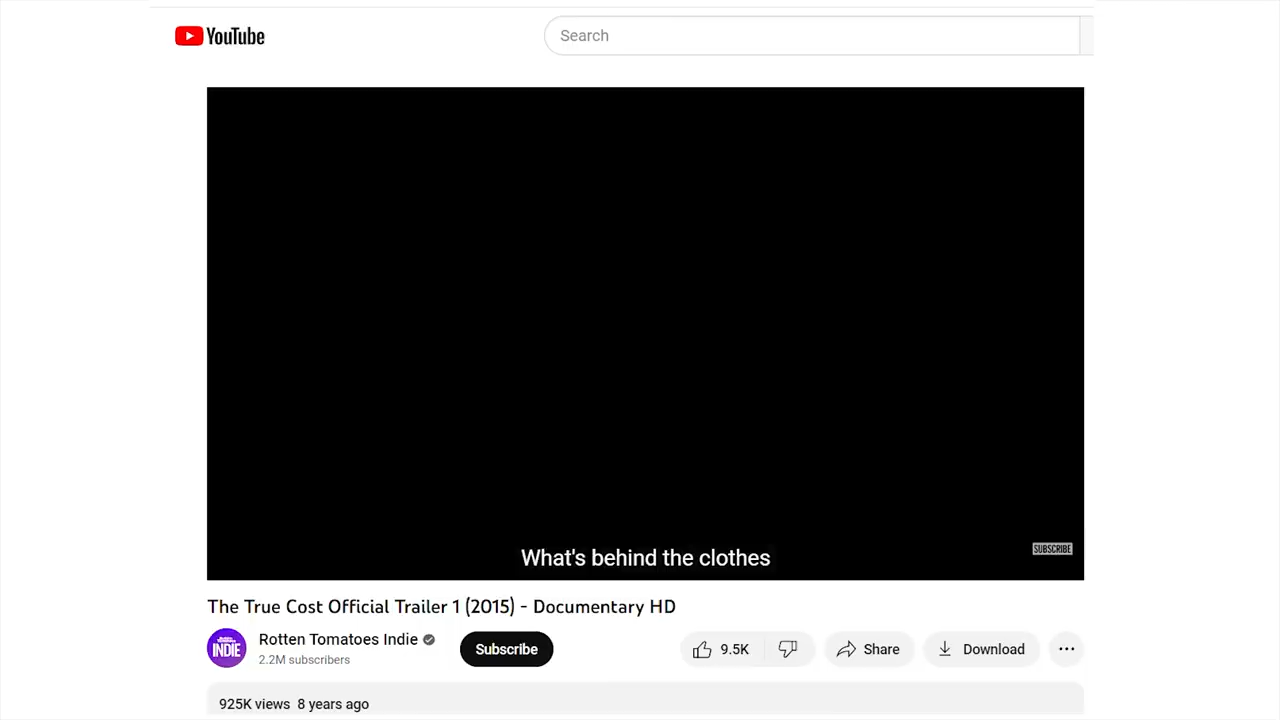 YouTube
Search
What's behind the clothes
SUBSCRIBE
The True Cost Official Trailer 1 (2015) - Documentary HD
INDIE
Rotten Tomatoes Indie
2.2M subscribers
Subscribe
9.5K
Share
Download
925K views 8 years ago